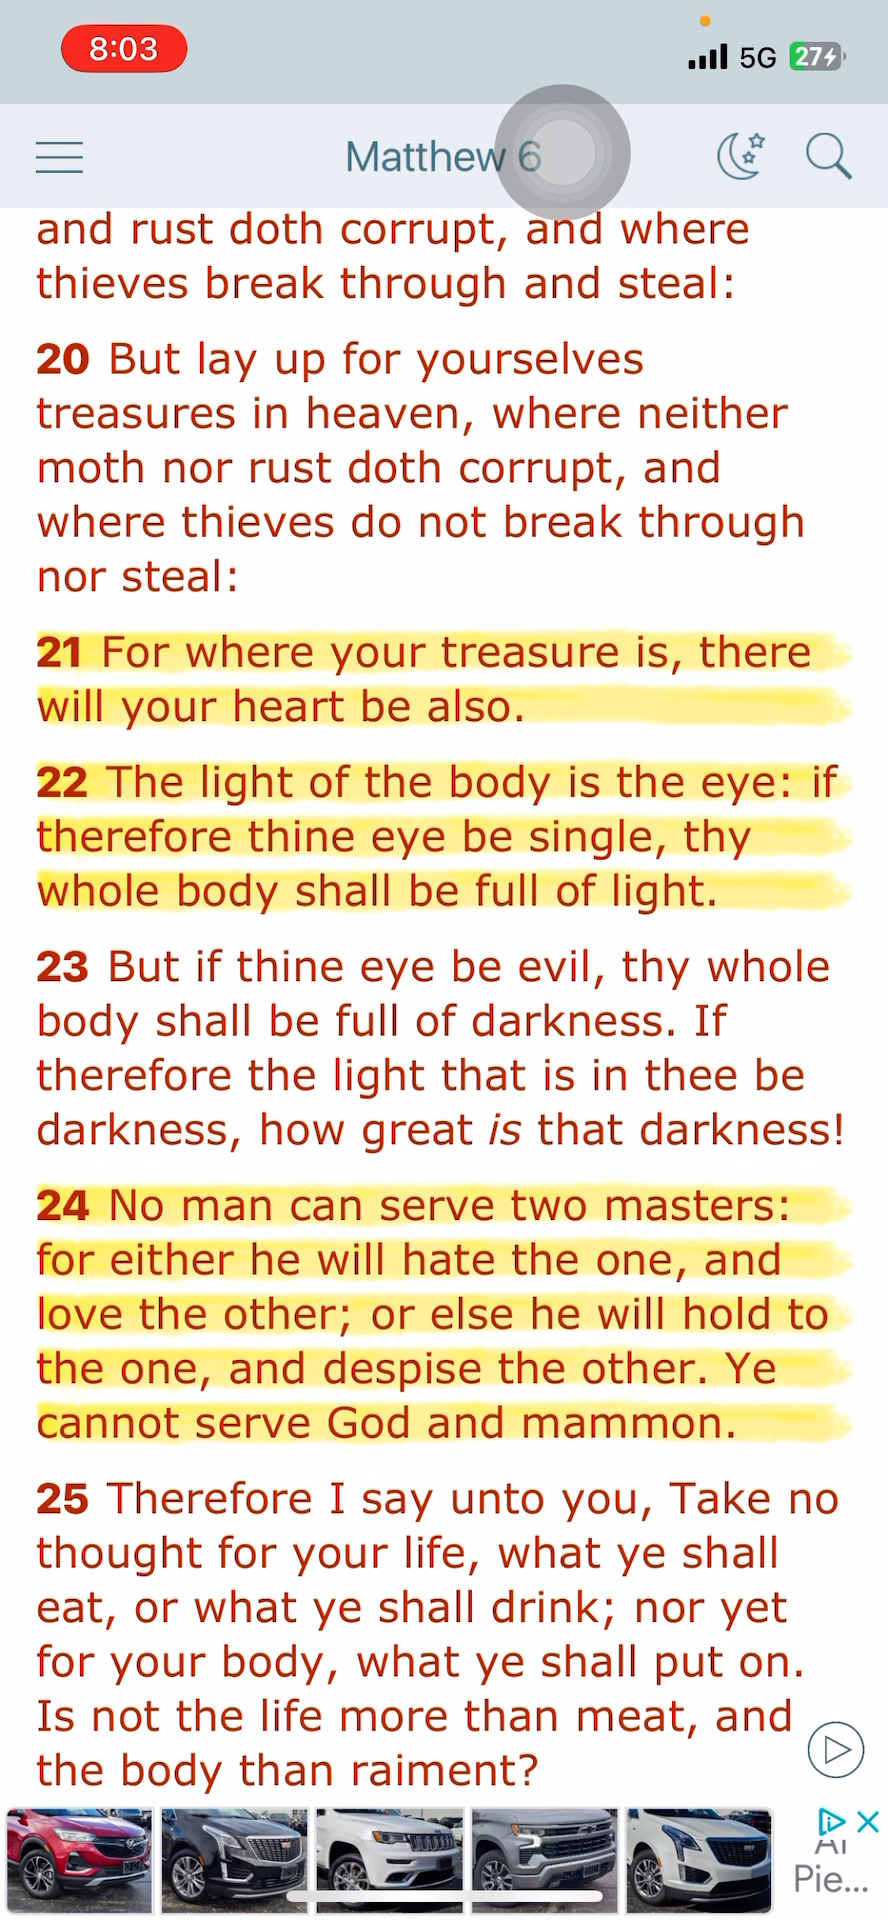 8:03
5G
27
Matthew 6
and rust doth corrupt, and where
thieves break through and steal:
20 But lay up for yourselves
treasures in heaven, where neither
moth nor rust doth corrupt, and
where thieves do not break through
nor steal:
21 For where your treasure is, there
will your heart be also.
22 The light of the body is the eye: if
therefore thine eye be single, thy
whole body shall be full of light.
23 But if thine eye be evil, thy whole
body shall be full of darkness. If
therefore the light that is in thee be
darkness, how great is that darkness!
24 No man can serve two masters:
for either he will hate the one, and
love the other; or else he will hold to
the one, and despise the other. Ye
cannot serve God and mammon.
25 Therefore I say unto you, Take no
thought for your life, what ye shall
eat, or what ye shall drink; nor yet
for your body, what ye shall put on.
Is not the life more than meat, and
the body than raiment?
Pie...